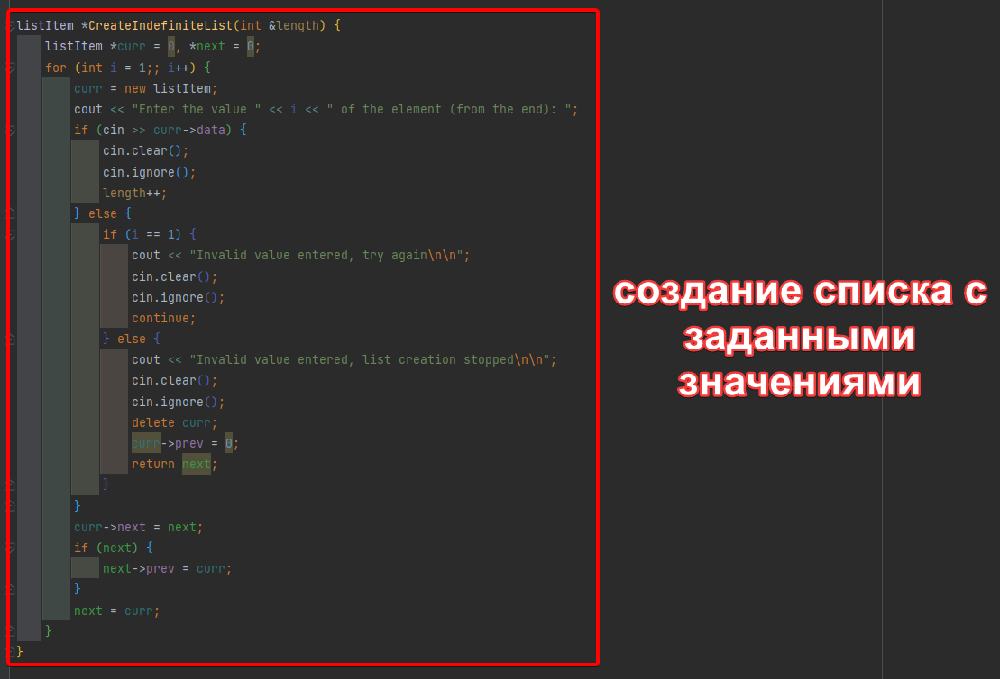 listItem *CreateIndefiniteList(int &length) {
    listItem *curr = 0, *next = 0;
    for (int i = 1;; i++) {
        curr = new listItem;
        cout << "Enter the value " << i << " of the element (from the end): ";
        if (cin >> curr->data) {
            cin.clear();
            cin.ignore();
            length++;
        } else {
            if (i == 1) {
                cout << "Invalid value entered, try again\n\n";
                cin.clear();
                cin.ignore();
                continue;
            } else {
                cout << "Invalid value entered, list creation stopped\n\n";
                cin.clear();
                cin.ignore();
                delete curr;
                curr->prev = 0;
                return next;
            }
        }
        curr->next = next;
        if (next) {
            next->prev = curr;
        }
        next = curr;
    }
}
создание списка с
заданными
значениями